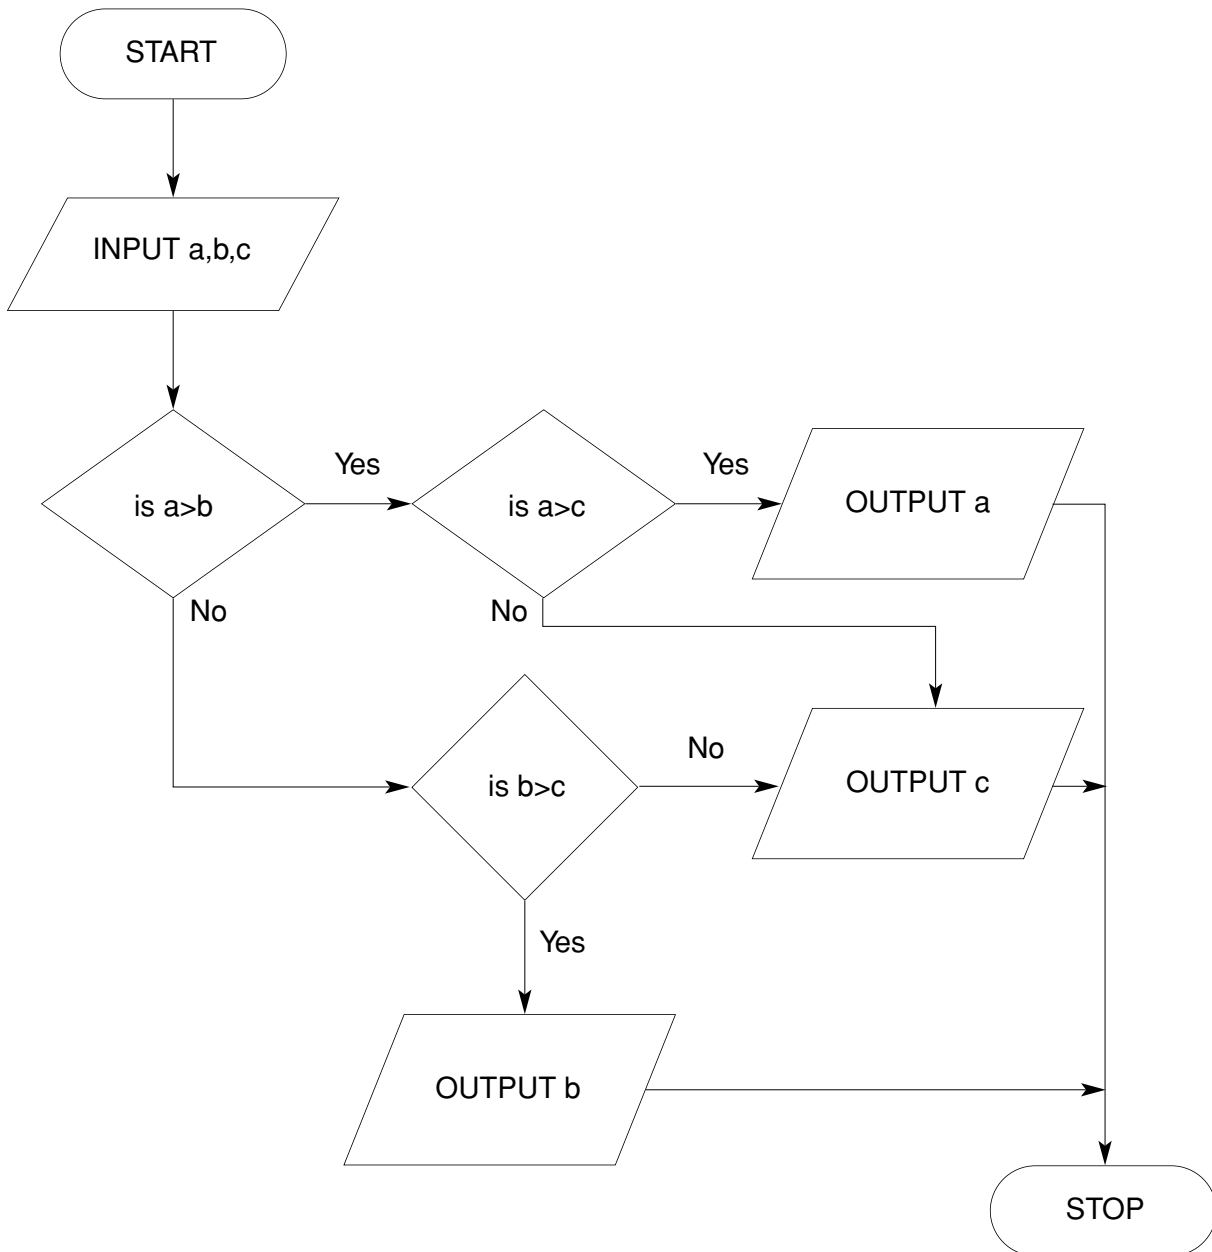 START
INPUT a,b,c
Yes
Yes
is a>b
is a>c
OUTPUT a
No
No
No
is b>c
OUTPUT c
Yes
OUTPUT b
STOP